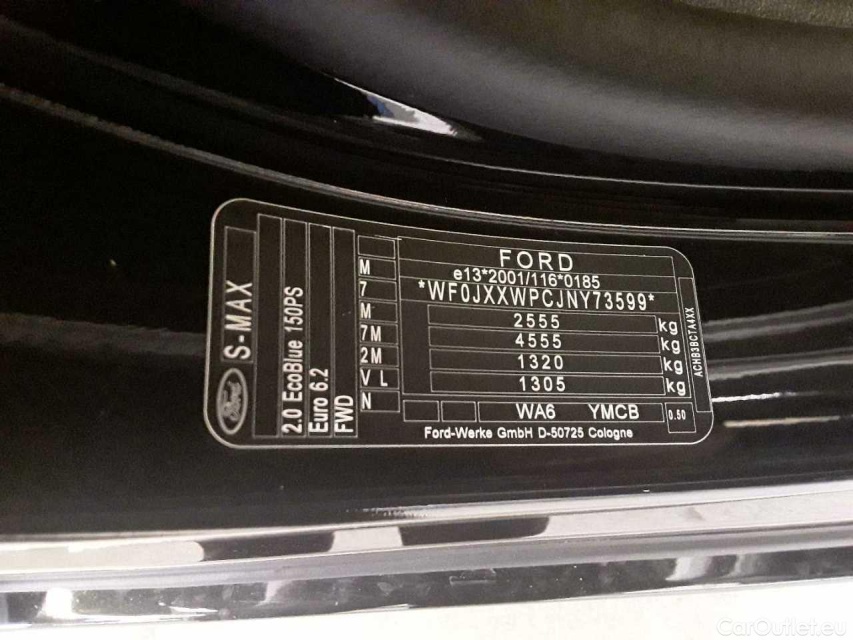 S-MAX
2.0 EcoBlue 150PS
Euro 6.2
FWD
M
7
M
7M
2M
V L
N
FORD
e13*2001/116*0185
*WF0JXXWPCJNY73599*
2555 kg
4555 kg
1320 kg
1305 kg
WA6 YMCB 0.50
Ford-Werke GmbH D-50725 Cologne
ACHB3BCTA4XX
Ford
CarOutlet.eu